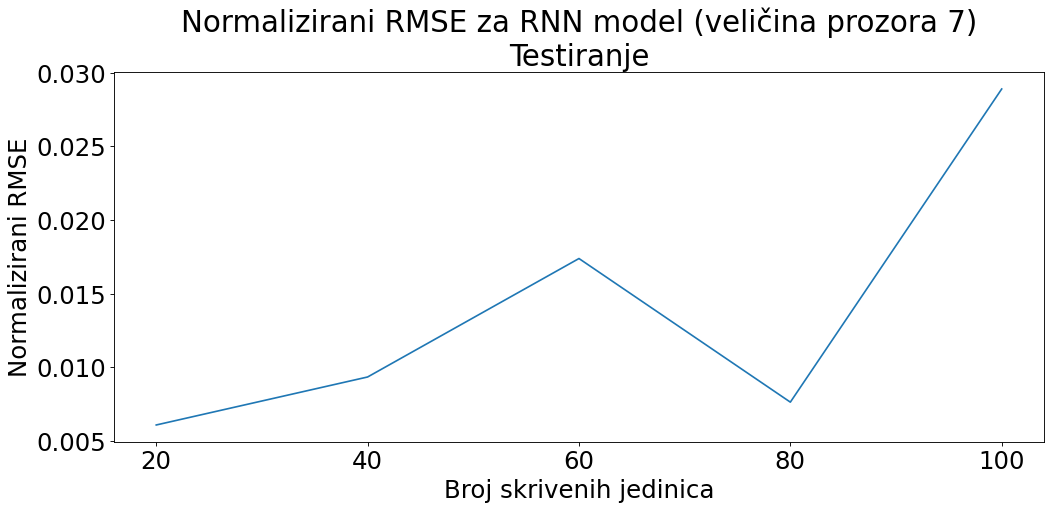 Normalizirani RMSE za RNN model (veličina prozora 7)
Testiranje
Normalizirani RMSE
0.030
0.025
0.020
0.015
0.010
0.005
20 40 60 80 100
Broj skrivenih jedinica